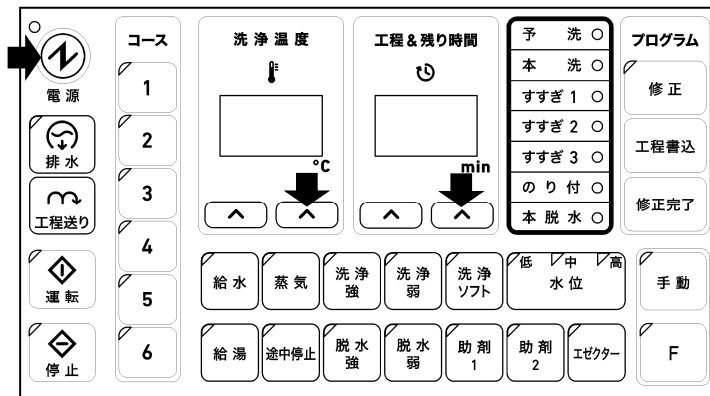 電源
排水
工程送り
運転
停止
コース
1
2
3
4
5
6
洗浄温度
°C
工程&残り時間
min
予洗
本洗
すすぎ1
すすぎ2
すすぎ3
のり付
本脱水
プログラム
修正
工程書込
修正完了
給水
蒸気
洗浄
強
洗浄
弱
洗浄
ソフト
低 中 高
水位
手動
給湯
途中停止
脱水
強
脱水
弱
助剤
1
助剤
2
エゼクター
F